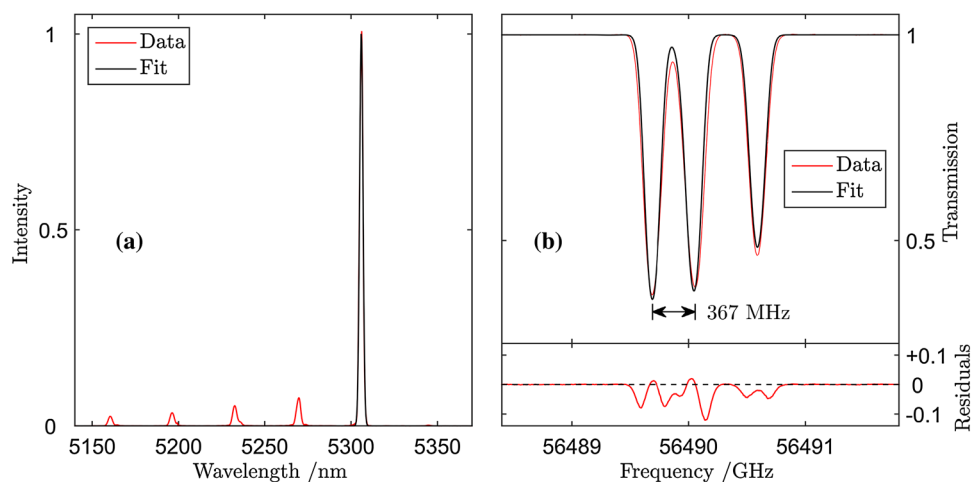 1
Data
Fit
0.5
(a)
Intensity
0
5150
5200
5250
5300
5350
Wavelength /nm
1
Data
Fit
Transmission
(b)
0.5
367 MHz
+0.1
0
-0.1
Residuals
56489
56490
56491
Frequency /GHz